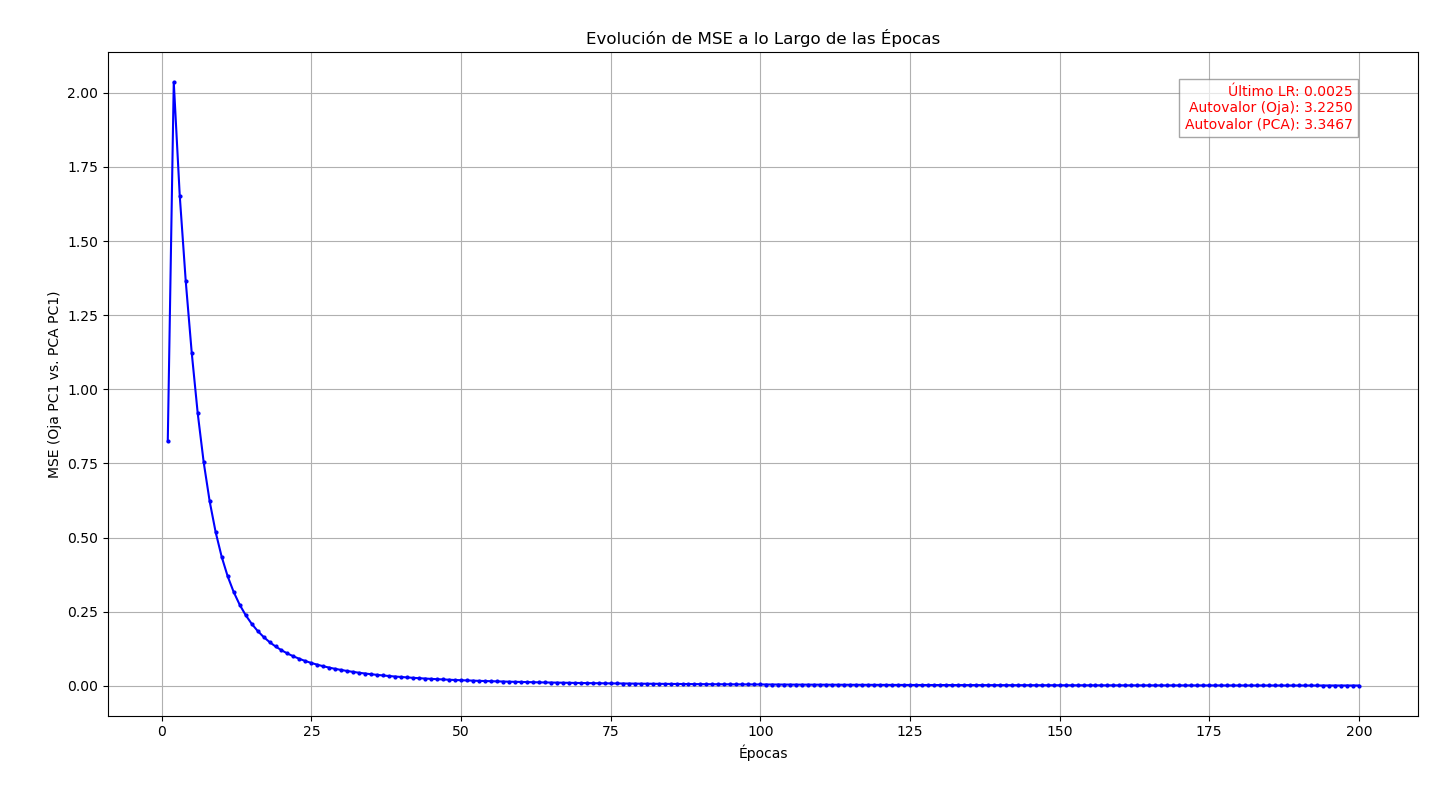 Evolución de MSE a lo Largo de las Épocas
Último LR: 0.0025
Autovalor (Oja): 3.2250
Autovalor (PCA): 3.3467
MSE (Oja PC1 vs. PCA PC1)
2.00
1.75
1.50
1.25
1.00
0.75
0.50
0.25
0.00
0 25 50 75 100 125 150 175 200
Épocas